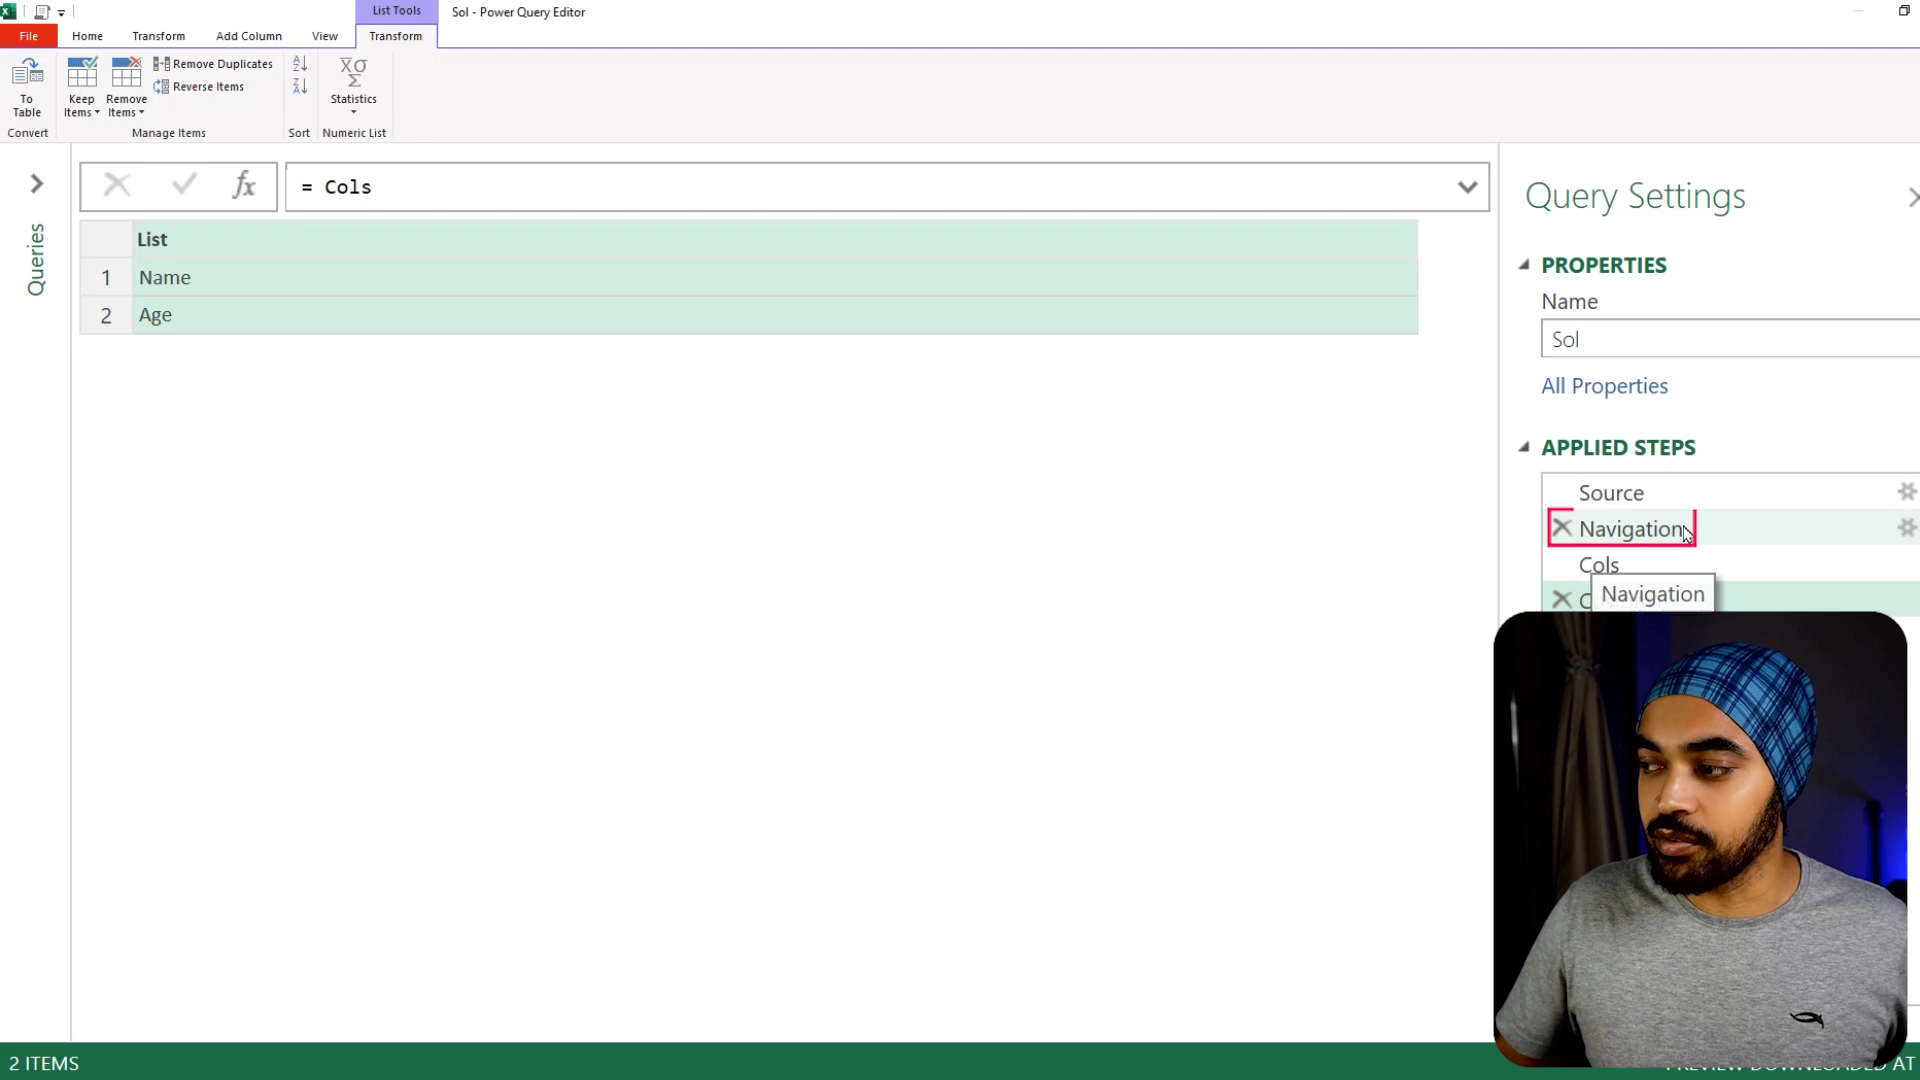 List Tools
Sol - Power Query Editor
File
Home
Transform
Add Column
View
Transform
To Table
Keep Items
Remove Items
Remove Duplicates
Reverse Items
Statistics
Convert
Manage Items
Sort
Numeric List
Queries
fx
= Cols
List
1 Name
2 Age
Query Settings
PROPERTIES
Name
Sol
All Properties
APPLIED STEPS
Source
Navigation
Cols
Navigation
2 ITEMS
AT